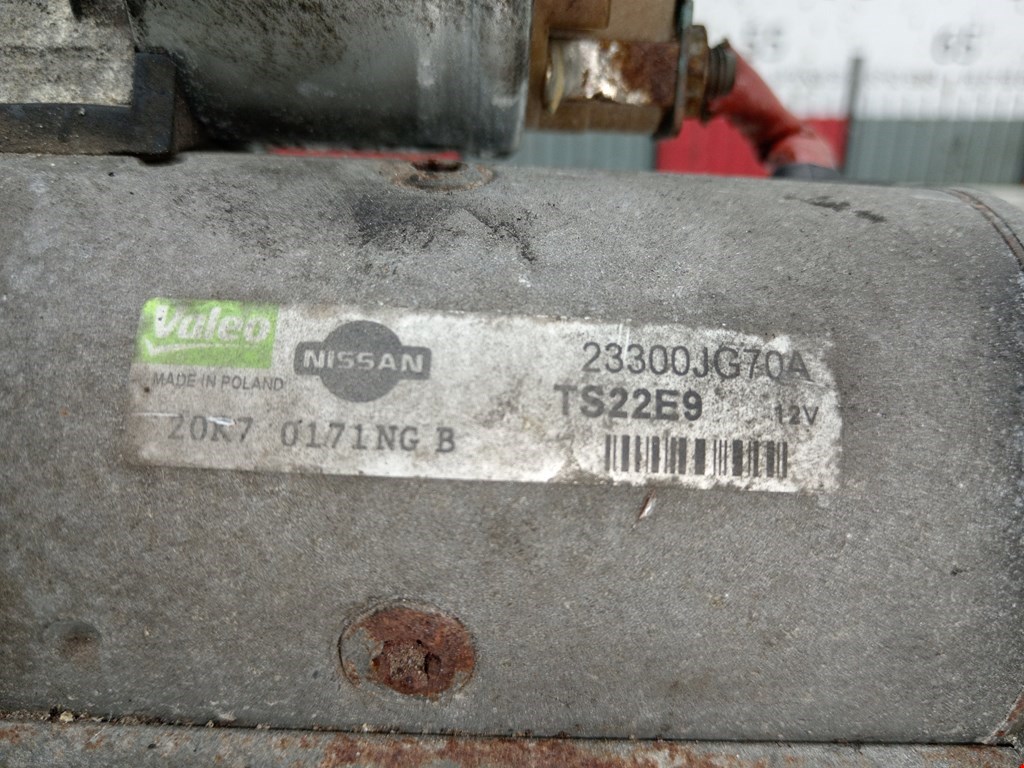 Valeo
NISSAN
MADE IN POLAND
23300JG70A
TS22E9 12V
20R7 0171NG B